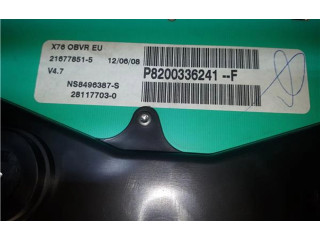 X76 OBVR EU
21677851-5 12/06/08
V4.7
P8200336241--F
NS8496387-S
28117703-0